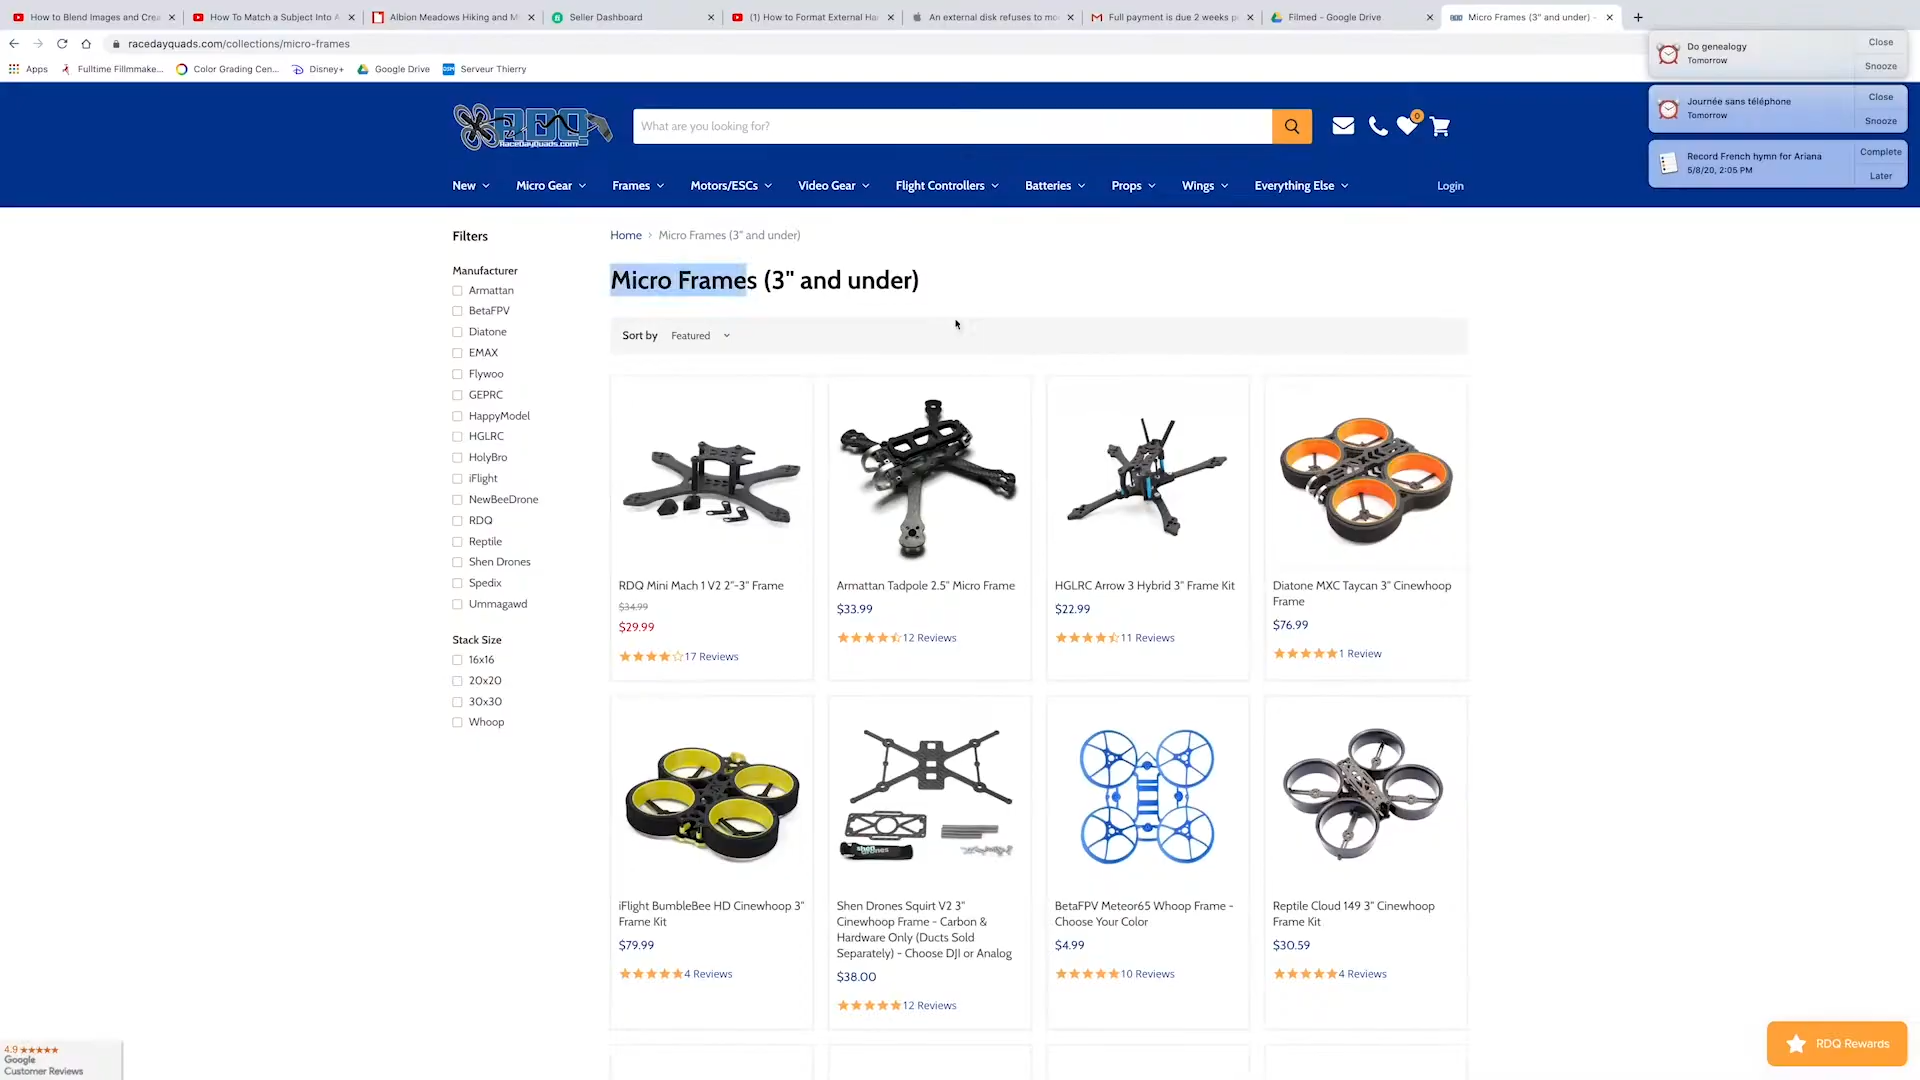 How to Blend Images and Crea
How To Match a Subject Into A
Albion Meadows Hiking and M
Seller Dashboard
(1) How to Format External Ha
An external disk refuses to mo
Full payment is due 2 weeks p
Filmed - Google Drive
Micro Frames (3" and under) -
racedayquads.com/collections/micro-frames
Apps
Fulltime Fillmmake...
Color Grading Cen...
Disney+
Google Drive
DSM
Serveur Thierry
Do genealogy
Tomorrow
Close
Snooze
Journée sans téléphone
Tomorrow
Close
Snooze
Record French hymn for Ariana
5/8/20, 2:05 PM
Complete
Later
RDQ
RaceDayQuads.com
What are you looking for?
0
New
Micro Gear
Frames
Motors/ESCs
Video Gear
Flight Controllers
Batteries
Props
Wings
Everything Else
Login
Filters
Manufacturer
Armattan
BetaFPV
Diatone
EMAX
Flywoo
GEPRC
HappyModel
HGLRC
HolyBro
iFlight
NewBeeDrone
RDQ
Reptile
Shen Drones
Spedix
Ummagawd
Stack Size
16x16
20x20
30x30
Whoop
Home > Micro Frames (3" and under)
Micro Frames (3" and under)
Sort by Featured
RDQ Mini Mach 1 V2 2"-3" Frame
$34.99
$29.99
17 Reviews
Armattan Tadpole 2.5" Micro Frame
$33.99
12 Reviews
HGLRC Arrow 3 Hybrid 3" Frame Kit
$22.99
11 Reviews
Diatone MXC Taycan 3" Cinewhoop
Frame
$76.99
1 Review
iFlight BumbleBee HD Cinewhoop 3"
Frame Kit
$79.99
4 Reviews
shen
drones
Shen Drones Squirt V2 3"
Cinewhoop Frame - Carbon &
Hardware Only (Ducts Sold
Separately) - Choose DJI or Analog
$38.00
12 Reviews
BetaFPV Meteor65 Whoop Frame -
Choose Your Color
$4.99
10 Reviews
Reptile Cloud 149 3" Cinewhoop
Frame Kit
$30.59
4 Reviews
4.9
Google
Customer Reviews
RDQ Rewards